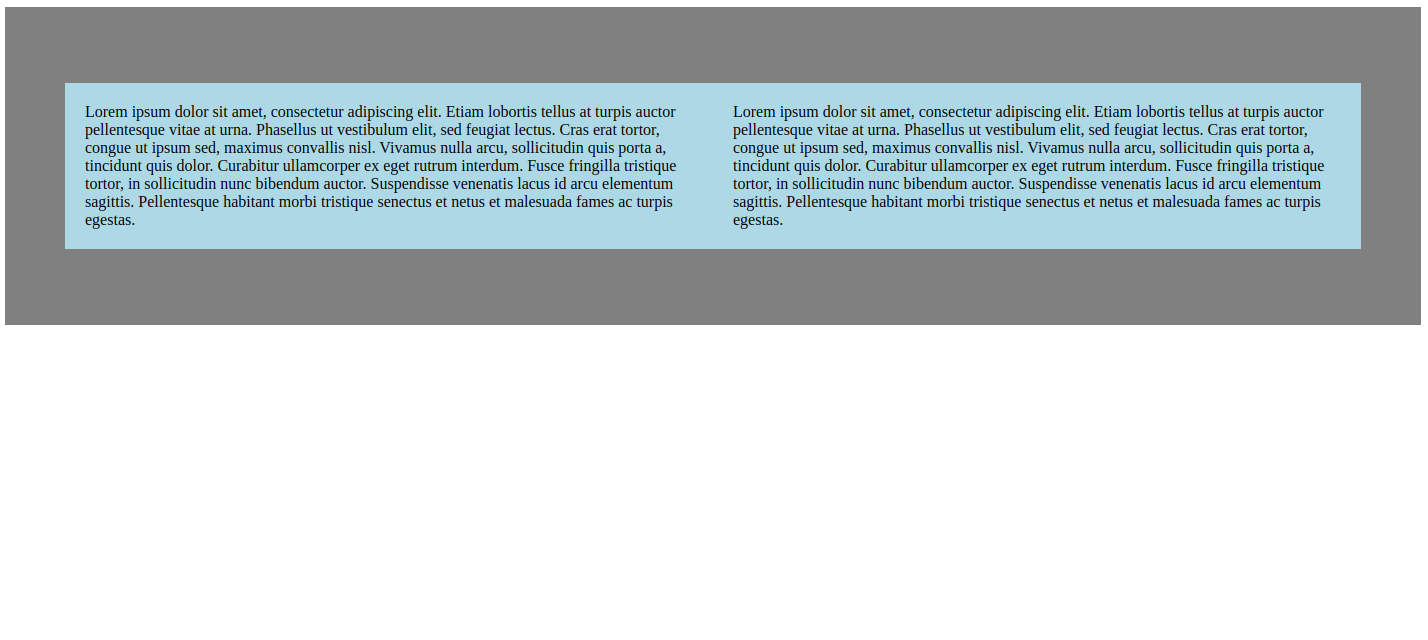 Lorem ipsum dolor sit amet, consectetur adipiscing elit. Etiam lobortis tellus at turpis auctor
pellentesque vitae at urna. Phasellus ut vestibulum elit, sed feugiat lectus. Cras erat tortor,
congue ut ipsum sed, maximus convallis nisl. Vivamus nulla arcu, sollicitudin quis porta a,
tincidunt quis dolor. Curabitur ullamcorper ex eget rutrum interdum. Fusce fringilla tristique
tortor, in sollicitudin nunc bibendum auctor. Suspendisse venenatis lacus id arcu elementum
sagittis. Pellentesque habitant morbi tristique senectus et netus et malesuada fames ac turpis
egestas.
Lorem ipsum dolor sit amet, consectetur adipiscing elit. Etiam lobortis tellus at turpis auctor
pellentesque vitae at urna. Phasellus ut vestibulum elit, sed feugiat lectus. Cras erat tortor,
congue ut ipsum sed, maximus convallis nisl. Vivamus nulla arcu, sollicitudin quis porta a,
tincidunt quis dolor. Curabitur ullamcorper ex eget rutrum interdum. Fusce fringilla tristique
tortor, in sollicitudin nunc bibendum auctor. Suspendisse venenatis lacus id arcu elementum
sagittis. Pellentesque habitant morbi tristique senectus et netus et malesuada fames ac turpis
egestas.